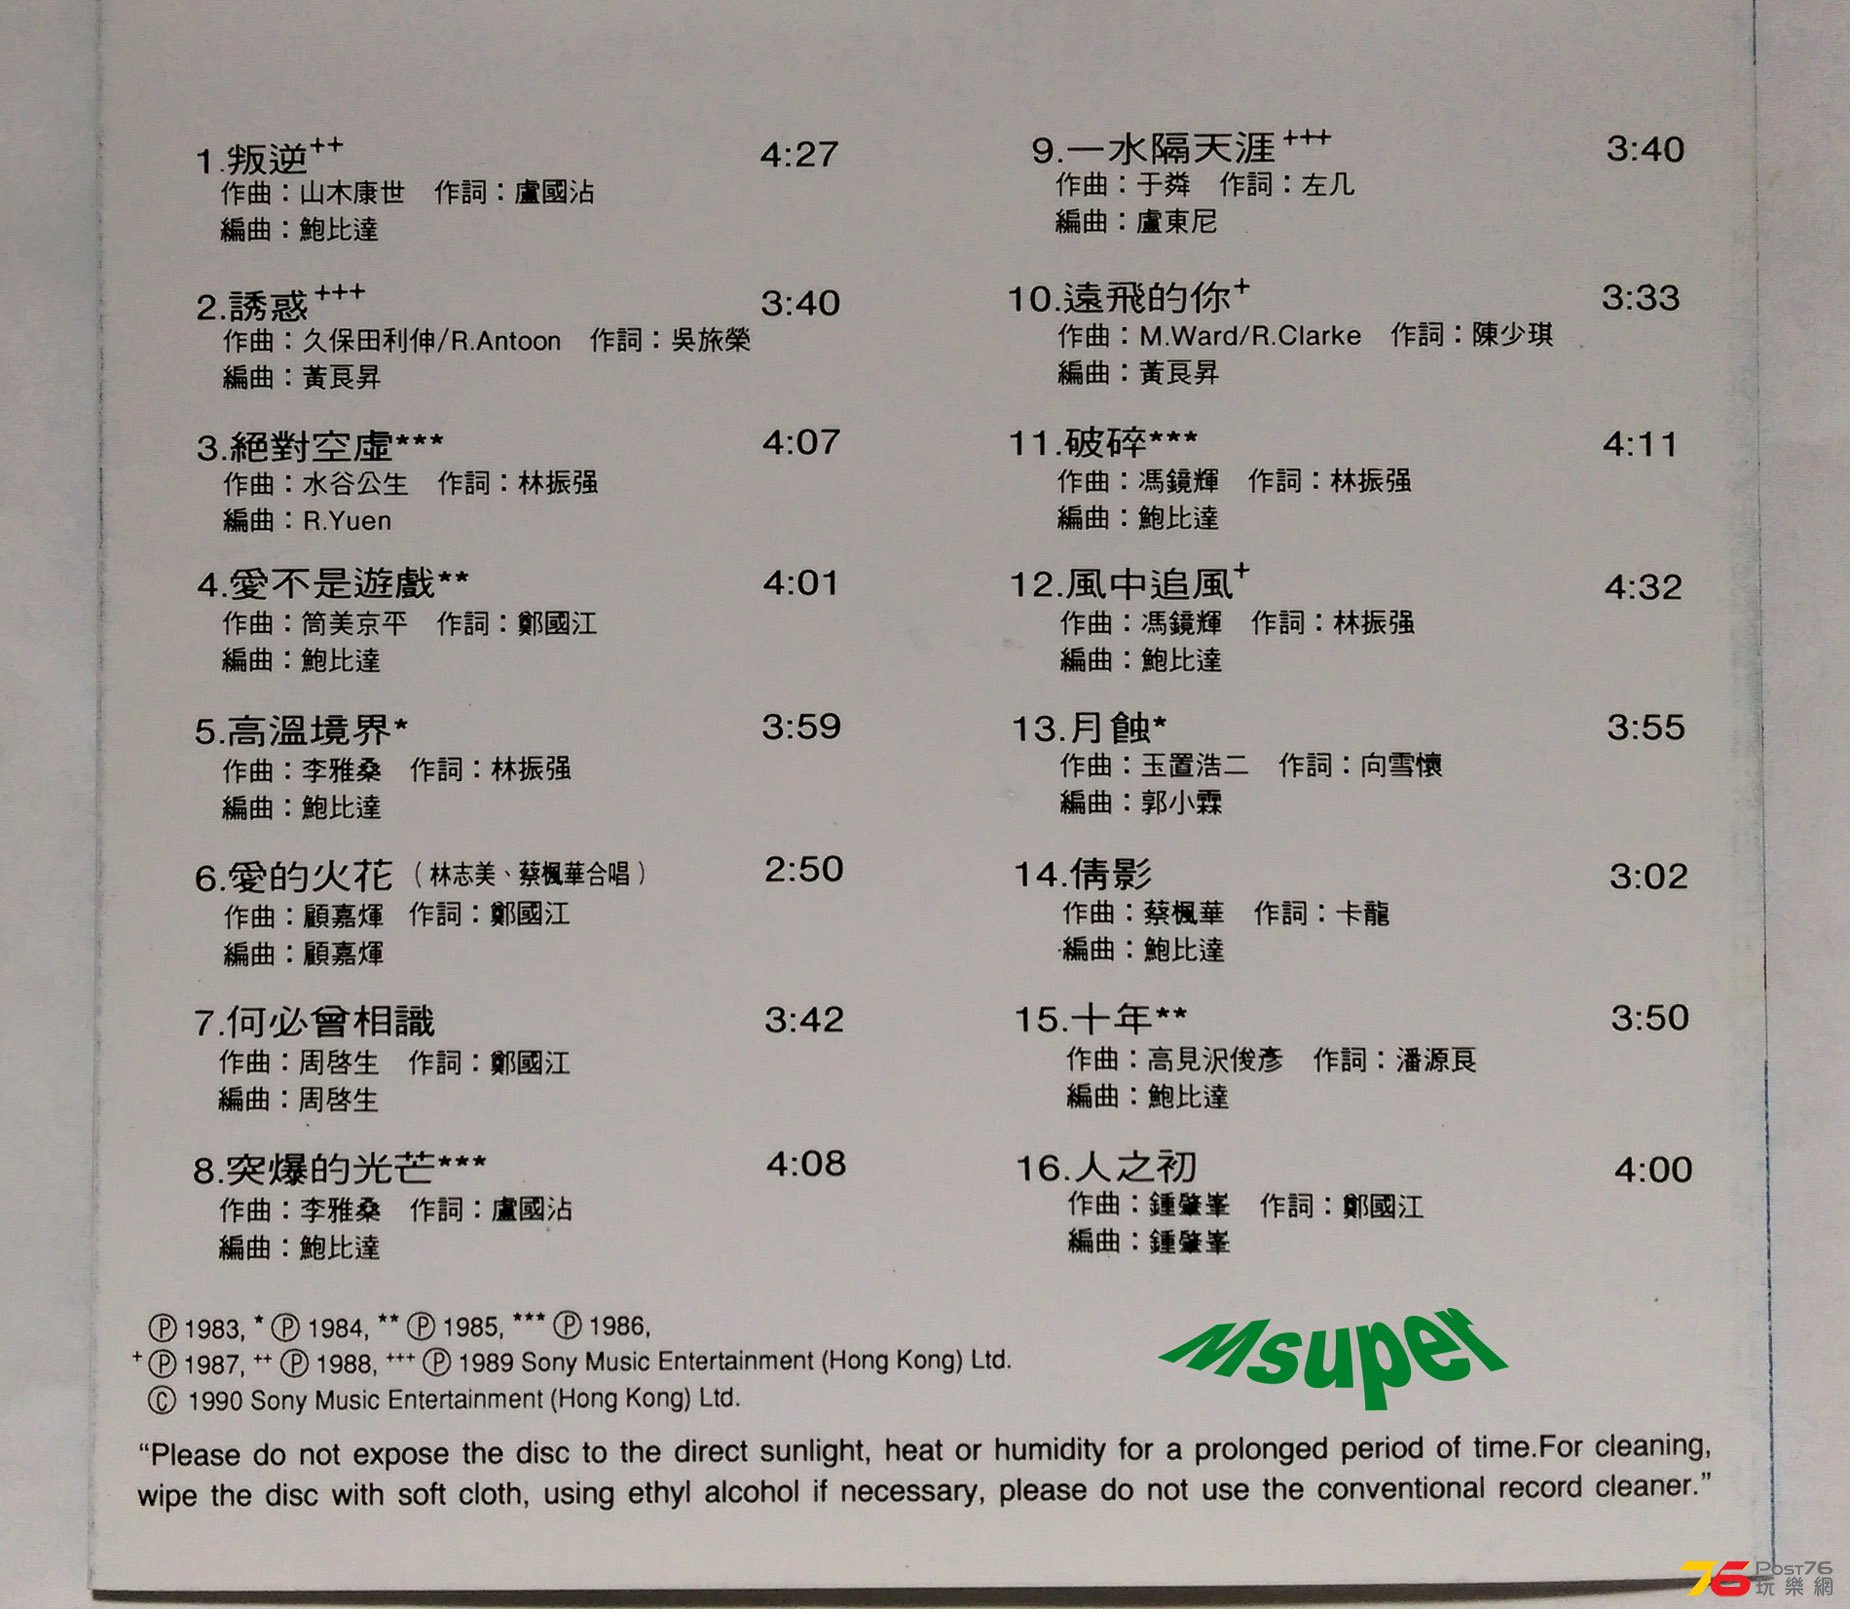 1.叛逆++ 4:27
作曲：山木康世 作詞：盧國沾
編曲：鮑比達
2.誘惑+++ 3:40
作曲：久保田利伸/R.Antoon 作詞：吳旅榮
編曲：黃良昇
3.絕對空虛*** 4:07
作曲：水谷公生 作詞：林振强
編曲：R.Yuen
4.愛不是遊戲** 4:01
作曲：筒美京平 作詞：鄭國江
編曲：鮑比達
5.高溫境界* 3:59
作曲：李雅桑 作詞：林振强
編曲：鮑比達
6.愛的火花（林志美、蔡楓華合唱） 2:50
作曲：顧嘉煇 作詞：鄭國江
編曲：顧嘉煇
7.何必曾相識 3:42
作曲：周啓生 作詞：鄭國江
編曲：周啓生
8.突爆的光芒*** 4:08
作曲：李雅桑 作詞：盧國沾
編曲：鮑比達
9.一水隔天涯+++ 3:40
作曲：于粦 作詞：左几
編曲：盧東尼
10.遠飛的你+ 3:33
作曲：M.Ward/R.Clarke 作詞：陳少琪
編曲：黃良昇
11.破碎*** 4:11
作曲：馮鏡輝 作詞：林振强
編曲：鮑比達
12.風中追風+ 4:32
作曲：馮鏡輝 作詞：林振强
編曲：鮑比達
13.月蝕* 3:55
作曲：玉置浩二 作詞：向雪懷
編曲：郭小霖
14.倩影 3:02
作曲：蔡楓華 作詞：卡龍
編曲：鮑比達
15.十年** 3:50
作曲：高見沢俊彥 作詞：潘源良
編曲：鮑比達
16.人之初 4:00
作曲：鍾肇峯 作詞：鄭國江
編曲：鍾肇峯
Ⓟ 1983, * Ⓟ 1984, ** Ⓟ 1985, *** Ⓟ 1986,
+ Ⓟ 1987, ++ Ⓟ 1988, +++ Ⓟ 1989 Sony Music Entertainment (Hong Kong) Ltd.
Ⓒ 1990 Sony Music Entertainment (Hong Kong) Ltd.
Msuper
“Please do not expose the disc to the direct sunlight, heat or humidity for a prolonged period of time.For cleaning,
wipe the disc with soft cloth, using ethyl alcohol if necessary, please do not use the conventional record cleaner.”
76 POST76
玩樂網